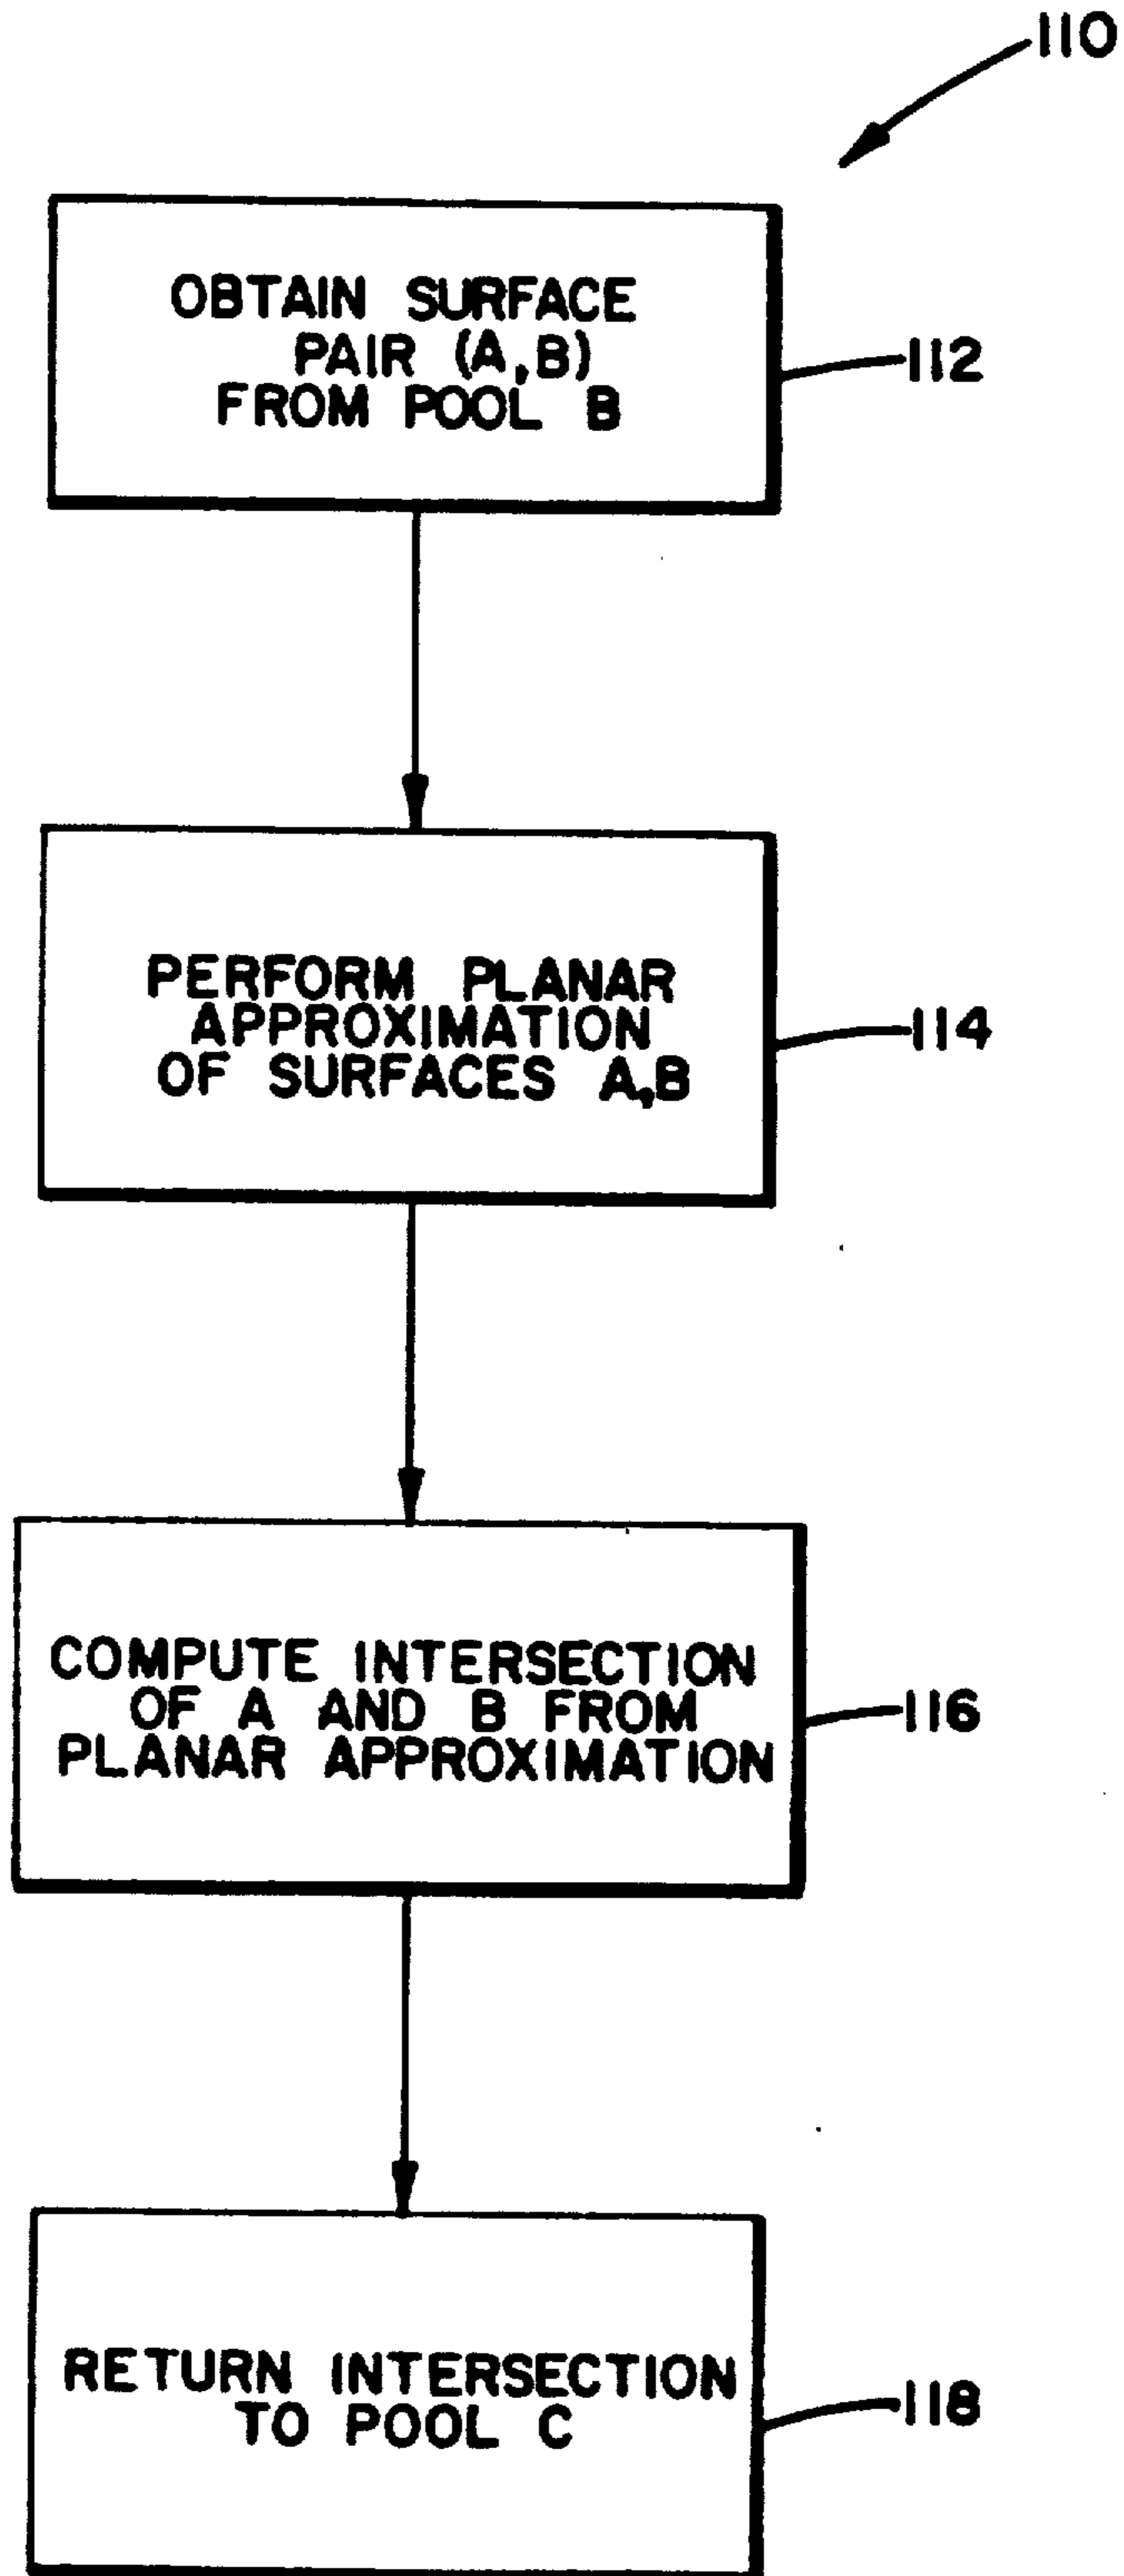 110
OBTAIN SURFACE
PAIR (A,B)
FROM POOL B
112
PERFORM PLANAR
APPROXIMATION
OF SURFACES A,B
114
COMPUTE INTERSECTION
OF A AND B FROM
PLANAR APPROXIMATION
116
RETURN INTERSECTION
TO POOL C
118